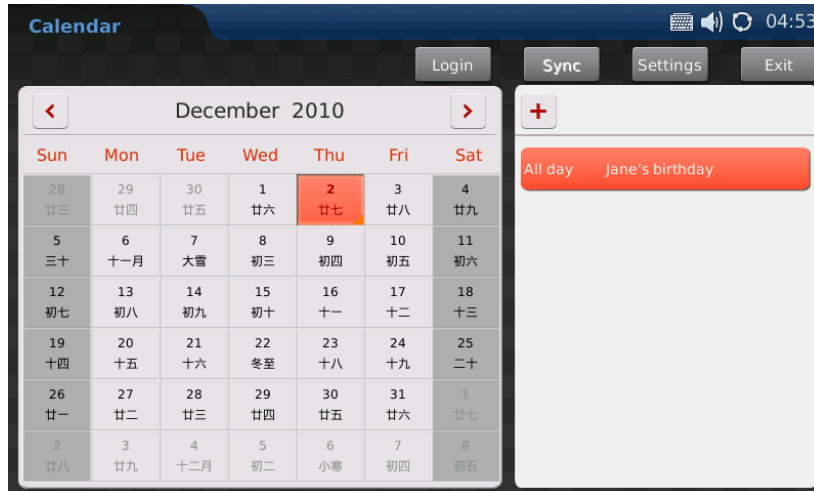 Calendar 04:53
Login Sync Settings Exit
December 2010
Sun Mon Tue Wed Thu Fri Sat
28 29 30 1 2 3 4
廿三 廿四 廿五 廿六 廿七 廿八 廿九
5 6 7 8 9 10 11
三十 十一月 大雪 初三 初四 初五 初六
12 13 14 15 16 17 18
初七 初八 初九 初十 十一 十二 十三
19 20 21 22 23 24 25
十四 十五 十六 冬至 十八 十九 二十
26 27 28 29 30 31 1
廿一 廿二 廿三 廿四 廿五 廿六 廿七
2 3 4 5 6 7 8
廿八 廿九 十二月 初二 小寒 初四 初五
All day Jane's birthday